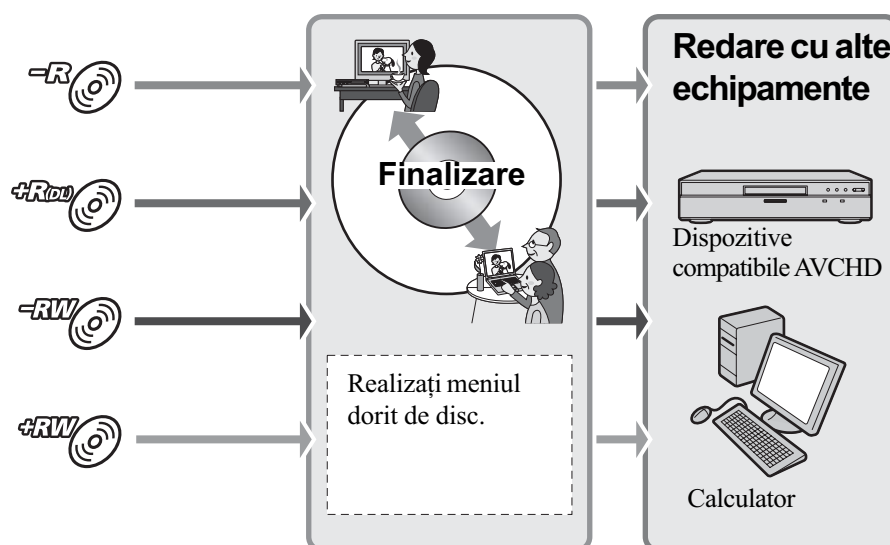 -R
+R(DL)
-RW
+RW
Finalizare
Realizați meniul
dorit de disc.
Redare cu alte
echipamente
Dispozitive
compatibile AVCHD
Calculator